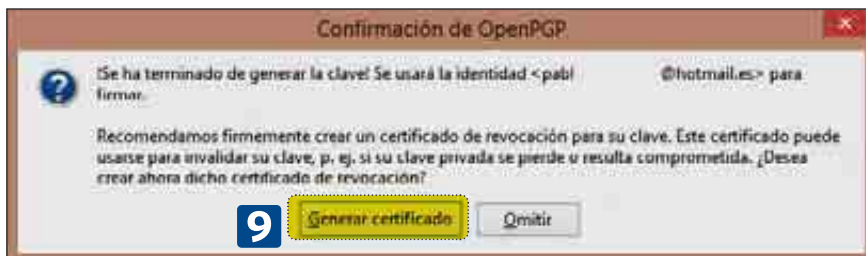 Confirmación de OpenPGP
!Se ha terminado de generar la clave! Se usará la identidad <pabl @hotmail.es> para
firmar.
Recomendamos firmemente crear un certificado de revocación para su clave. Este certificado puede
usarse para invalidar su clave, p. ej. si su clave privada se pierde o resulta comprometida. ¿Desea
crear ahora dicho certificado de revocación?
9
Generar certificado Omitir